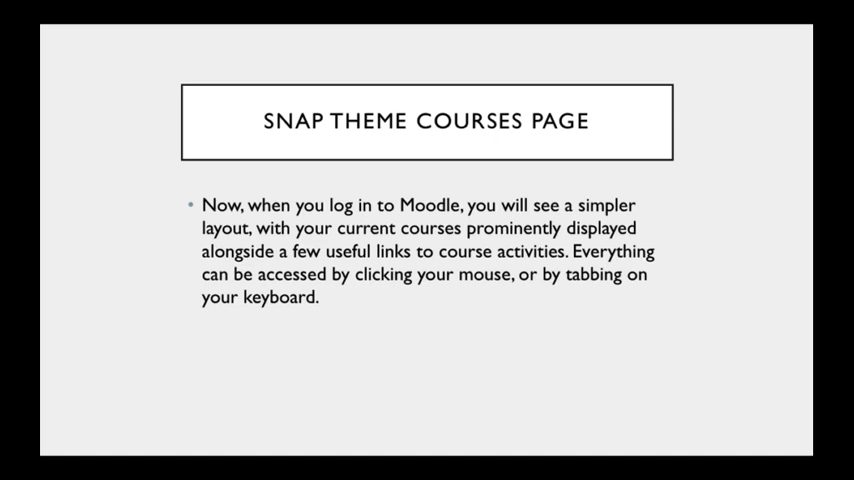 SNAP THEME COURSES PAGE
• Now, when you log in to Moodle, you will see a simpler
layout, with your current courses prominently displayed
alongside a few useful links to course activities. Everything
can be accessed by clicking your mouse, or by tabbing on
your keyboard.